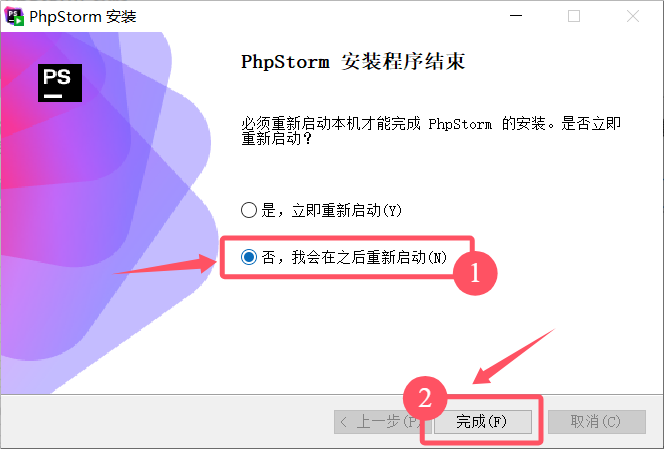 PhpStorm 安装
PS
PhpStorm 安装程序结束
必须重新启动本机才能完成 PhpStorm 的安装。是否立即
重新启动？
是，立即重新启动(Y)
否，我会在之后重新启动(N)
1
2
< 上一步(P)
完成(F)
取消(C)